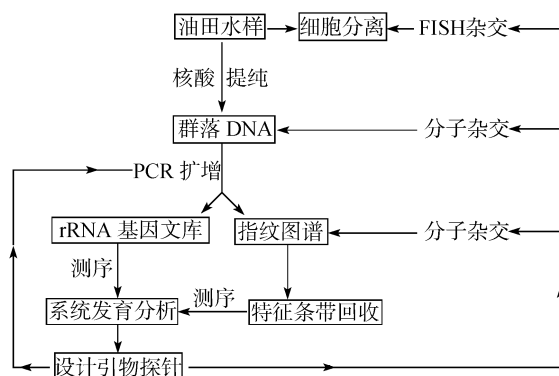 油田水样 细胞分离 FISH杂交
核酸 提纯
群落 DNA 分子杂交
PCR 扩增
rRNA 基因文库 指纹图谱 分子杂交
测序
系统发育分析 测序 特征条带回收
设计引物探针